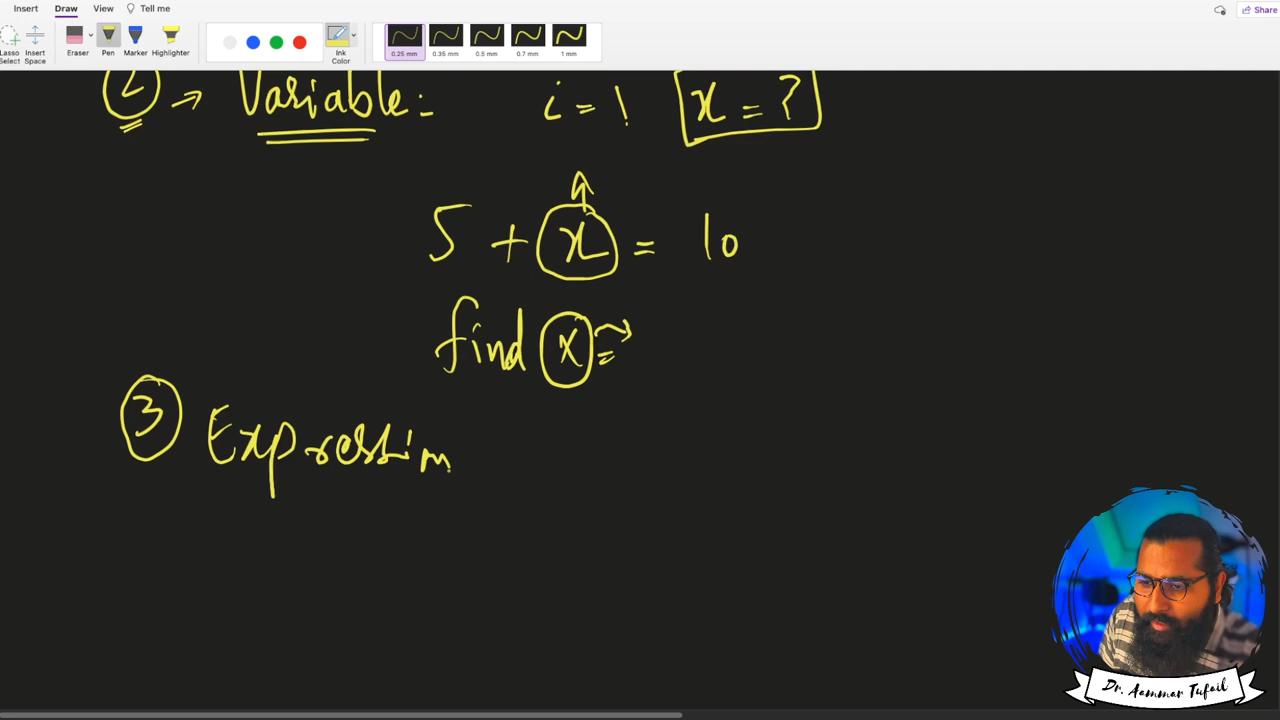 Insert Draw View Tell me Share
Lasso Select Insert Space Eraser Pen Marker Highlighter Ink Color 0.25 mm 0.35 mm 0.5 mm 0.7 mm 1 mm
2 → Variable:- i = 1 x = ?
5 + x = 10
find x =
3 Expression
Dr. Aammar Tufail